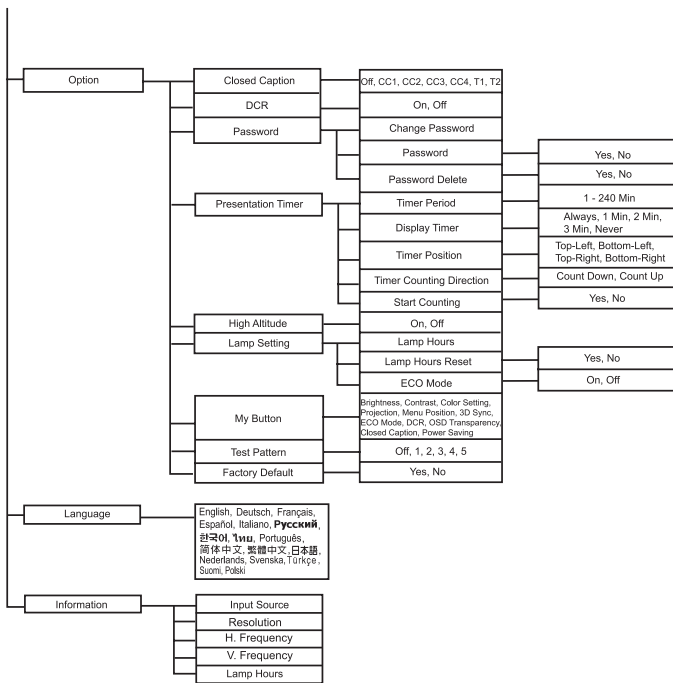 Option
Closed Caption
Off, CC1, CC2, CC3, CC4, T1, T2
DCR
On, Off
Password
Change Password
Password
Yes, No
Password Delete
Yes, No
Presentation Timer
Timer Period
1 - 240 Min
Display Timer
Always, 1 Min, 2 Min,
3 Min, Never
Timer Position
Top-Left, Bottom-Left,
Top-Right, Bottom-Right
Timer Counting Direction
Count Down, Count Up
Start Counting
Yes, No
High Altitude
On, Off
Lamp Setting
Lamp Hours
Lamp Hours Reset
Yes, No
ECO Mode
On, Off
My Button
Brightness, Contrast, Color Setting,
Projection, Menu Position, 3D Sync,
ECO Mode, DCR, OSD Transparency,
Closed Caption, Power Saving
Test Pattern
Off, 1, 2, 3, 4, 5
Factory Default
Yes, No
Language
English, Deutsch, Français,
Español, Italiano, Русский,
한국어, ไทย, Português,
简体中文, 繁體中文, 日本語,
Nederlands, Svenska, Türkçe,
Suomi, Polski
Information
Input Source
Resolution
H. Frequency
V. Frequency
Lamp Hours